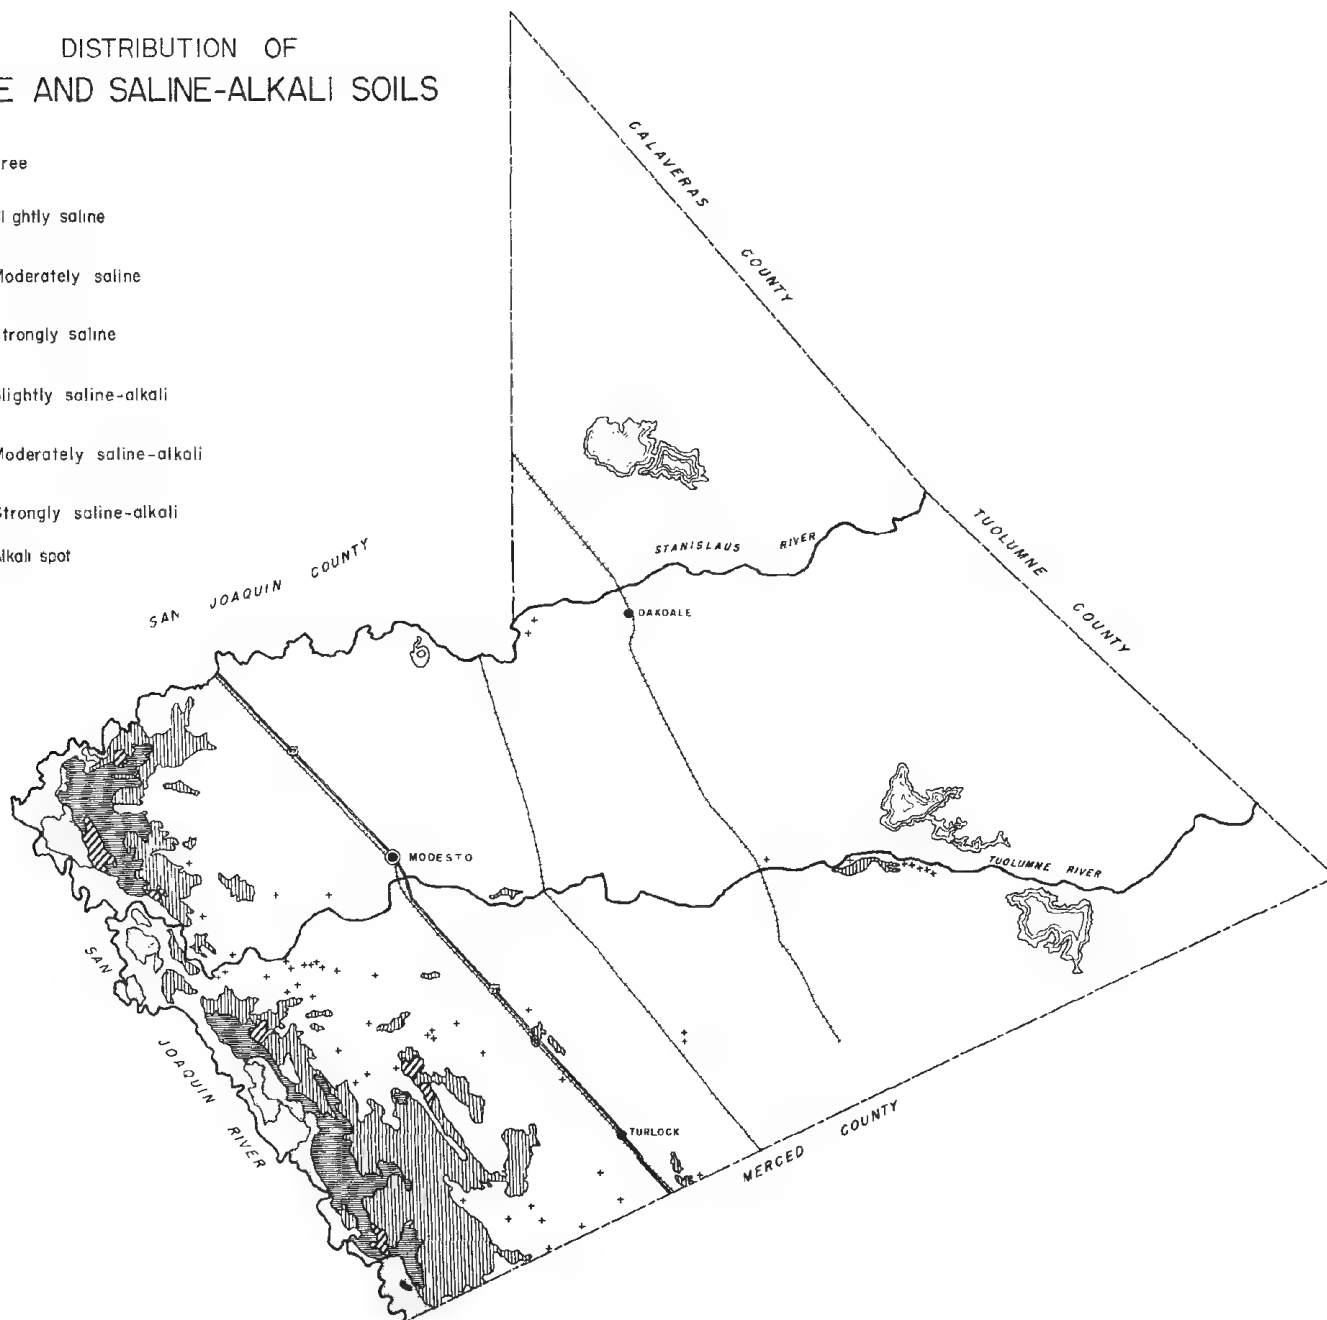 DISTRIBUTION OF
E AND SALINE-ALKALI SOILS
ree
l ghtly saline
Moderately saline
trongly saline
lightly saline-alkali
Moderately saline-alkali
Strongly saline-alkali
lkali spot
CALAVERAS COUNTY
TUOLUMNE COUNTY
STANISLAUS RIVER
SAN JOAQUIN COUNTY
OAKDALE
MODESTO
TUOLUMNE RIVER
SAN JOAQUIN RIVER
TURLOCK
MERCED COUNTY